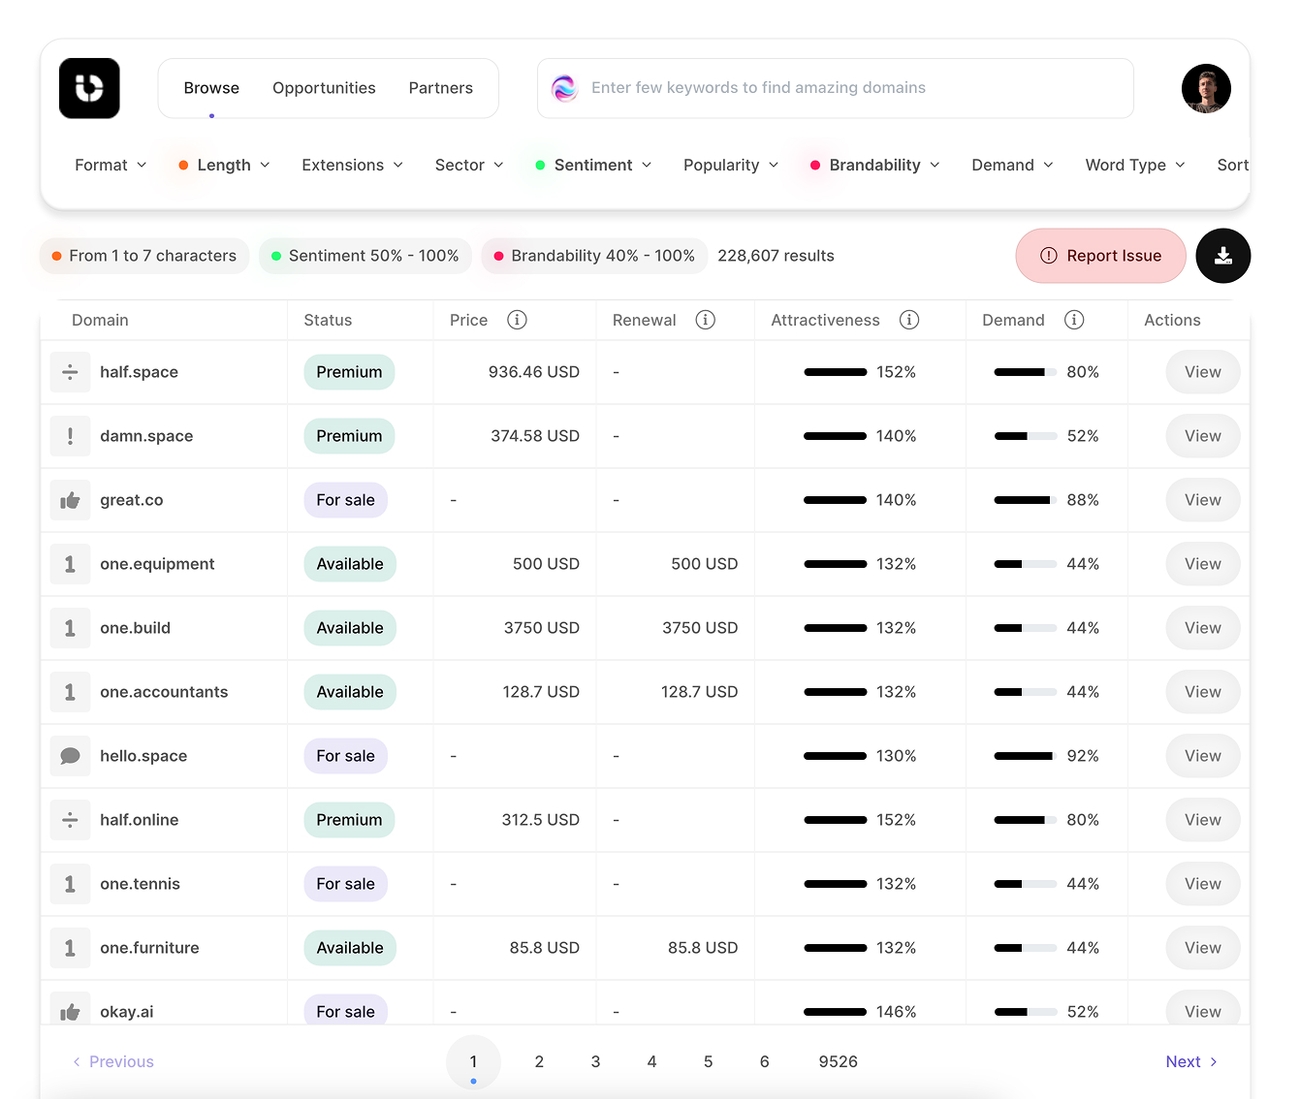 Browse Opportunities Partners Enter few keywords to find amazing domains
Format Length Extensions Sector Sentiment Popularity Brandability Demand Word Type Sort
From 1 to 7 characters Sentiment 50% - 100% Brandability 40% - 100% 228,607 results Report Issue
Domain Status Price Renewal Attractiveness Demand Actions
half.space Premium 936.46 USD - 152% 80% View
! damn.space Premium 374.58 USD - 140% 52% View
great.co For sale - - 140% 88% View
1 one.equipment Available 500 USD 500 USD 132% 44% View
1 one.build Available 3750 USD 3750 USD 132% 44% View
1 one.accountants Available 128.7 USD 128.7 USD 132% 44% View
hello.space For sale - - 130% 92% View
half.online Premium 312.5 USD - 152% 80% View
1 one.tennis For sale - - 132% 44% View
1 one.furniture Available 85.8 USD 85.8 USD 132% 44% View
okay.ai For sale - - 146% 52% View
Previous 1 2 3 4 5 6 9526 Next